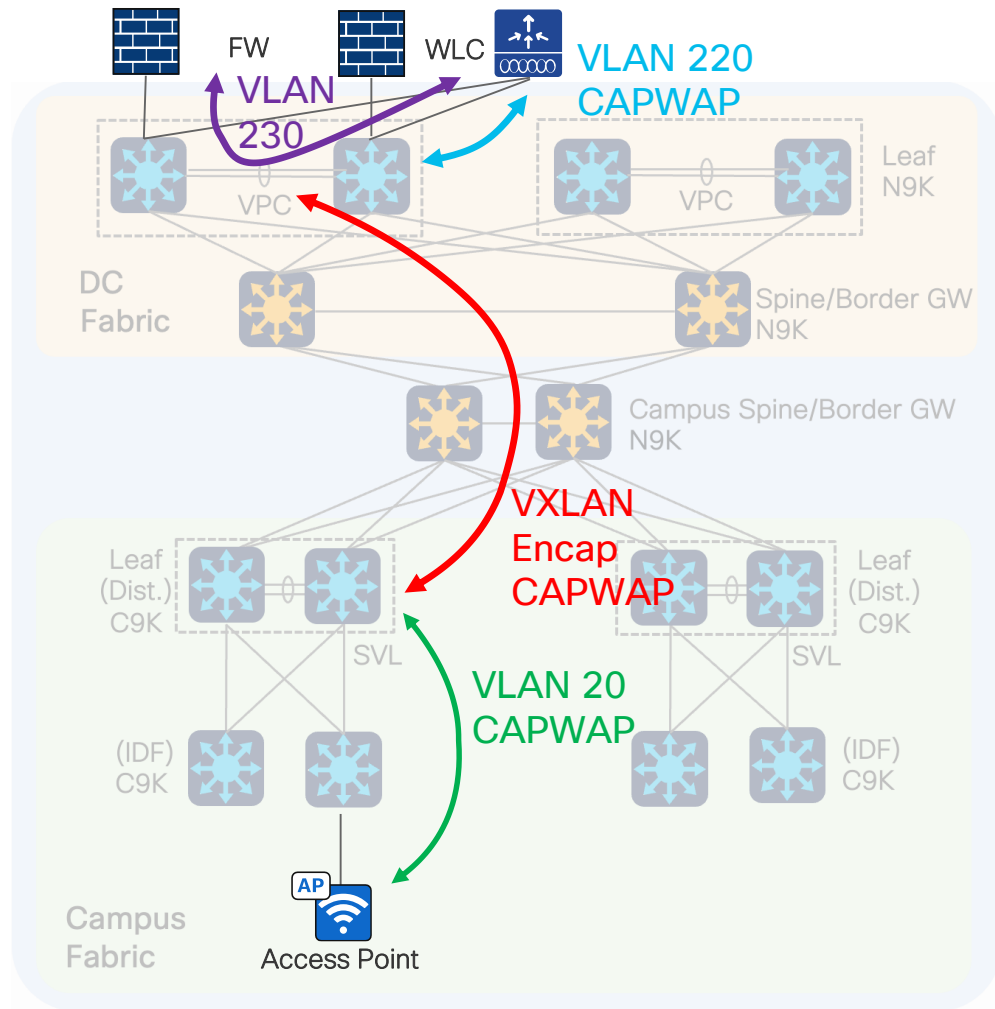 FW
WLC
VLAN
230
VLAN 220
CAPWAP
VPC
VPC
Leaf
N9K
DC
Fabric
Spine/Border GW
N9K
Campus Spine/Border GW
N9K
VXLAN
Encap
CAPWAP
Leaf
(Dist.)
C9K
Leaf
(Dist.)
C9K
SVL
SVL
VLAN 20
CAPWAP
(IDF)
C9K
(IDF)
C9K
AP
Campus
Fabric
Access Point